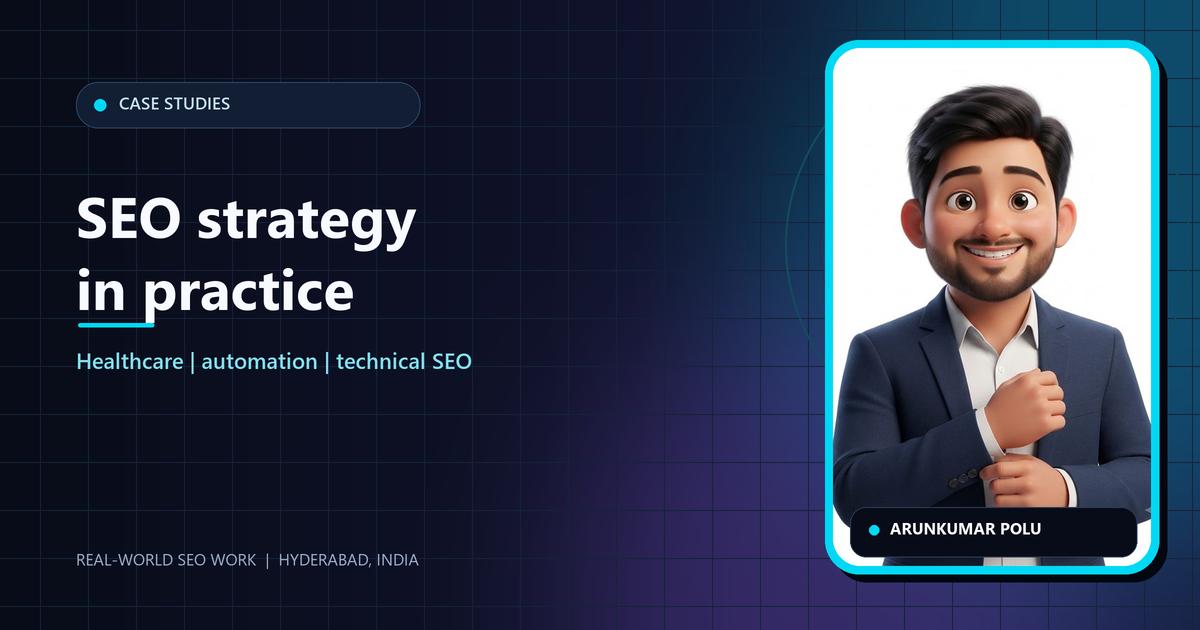 CASE STUDIES
SEO strategy
in practice
Healthcare | automation | technical SEO
REAL-WORLD SEO WORK | HYDERABAD, INDIA
ARUNKUMAR POLU